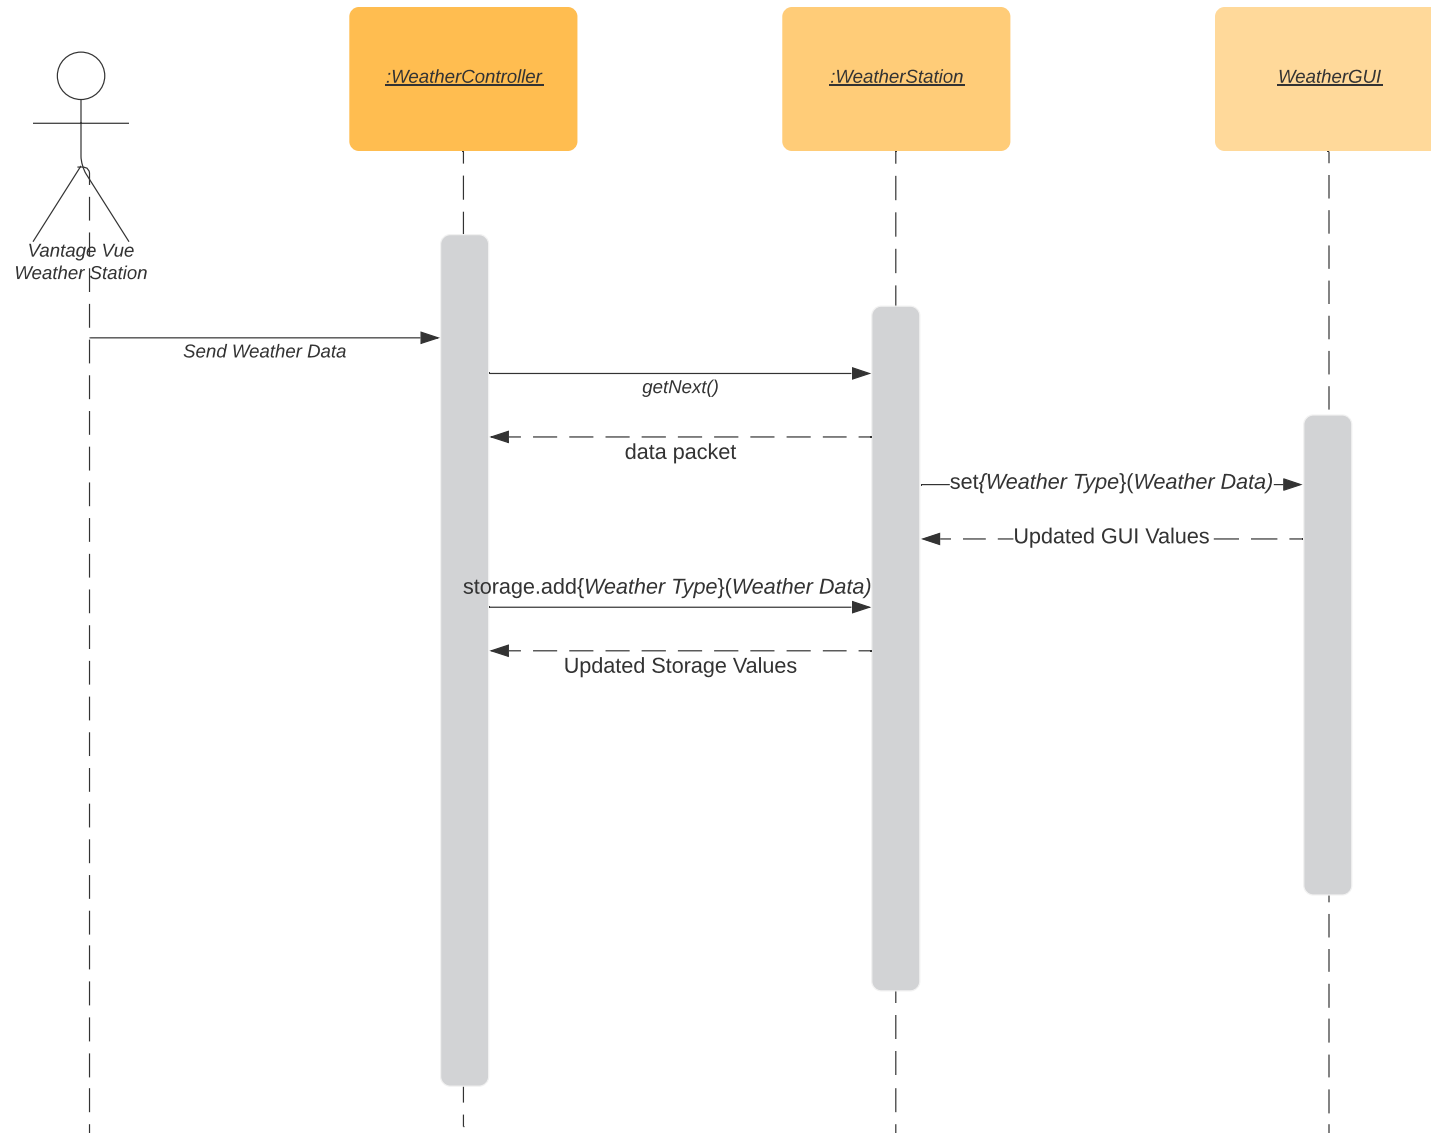 :WeatherController
:WeatherStation
WeatherGUI
Vantage Vue
Weather Station
Send Weather Data
getNext()
data packet
set{Weather Type}(Weather Data)
Updated GUI Values
storage.add{Weather Type}(Weather Data)
Updated Storage Values